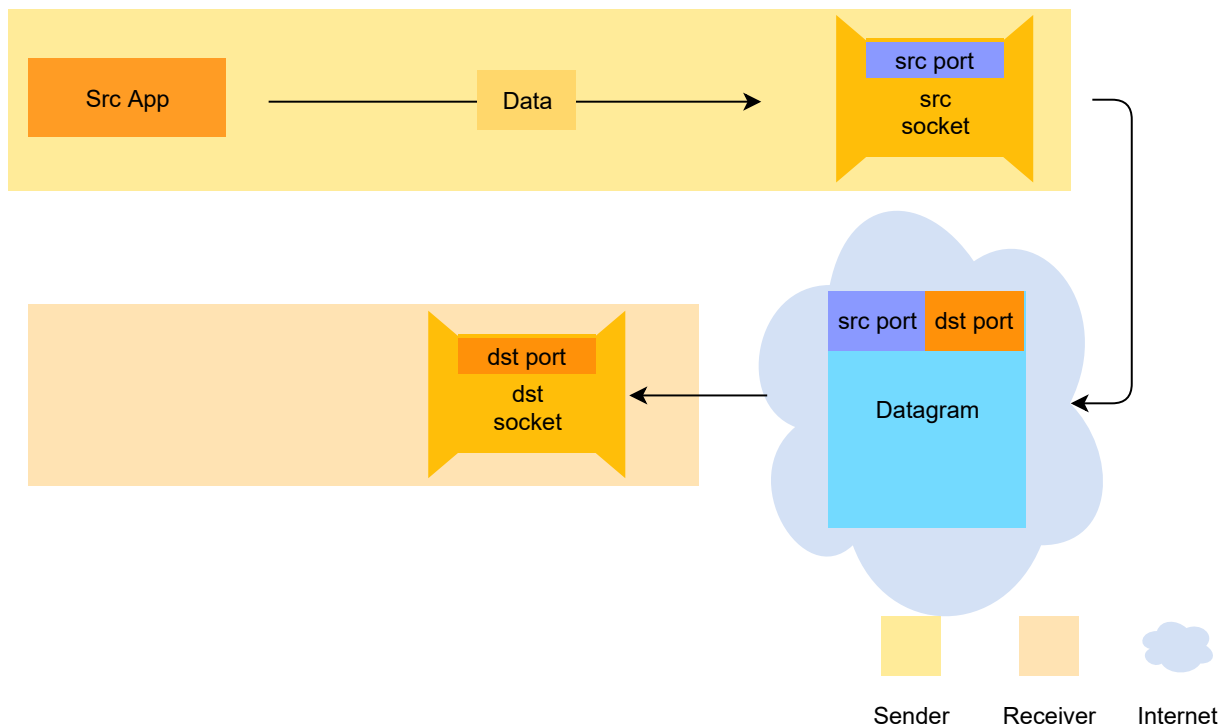 Src App
Data
src port
src
socket
src port
dst port
Datagram
dst port
dst
socket
Sender
Receiver
Internet